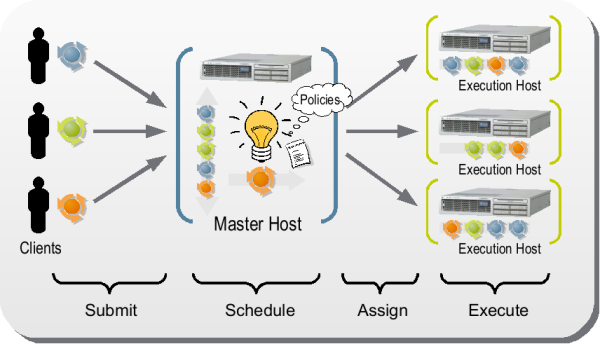 Policies
Execution Host
Execution Host
Master Host
Clients
Execution Host
Submit
Schedule
Assign
Execute